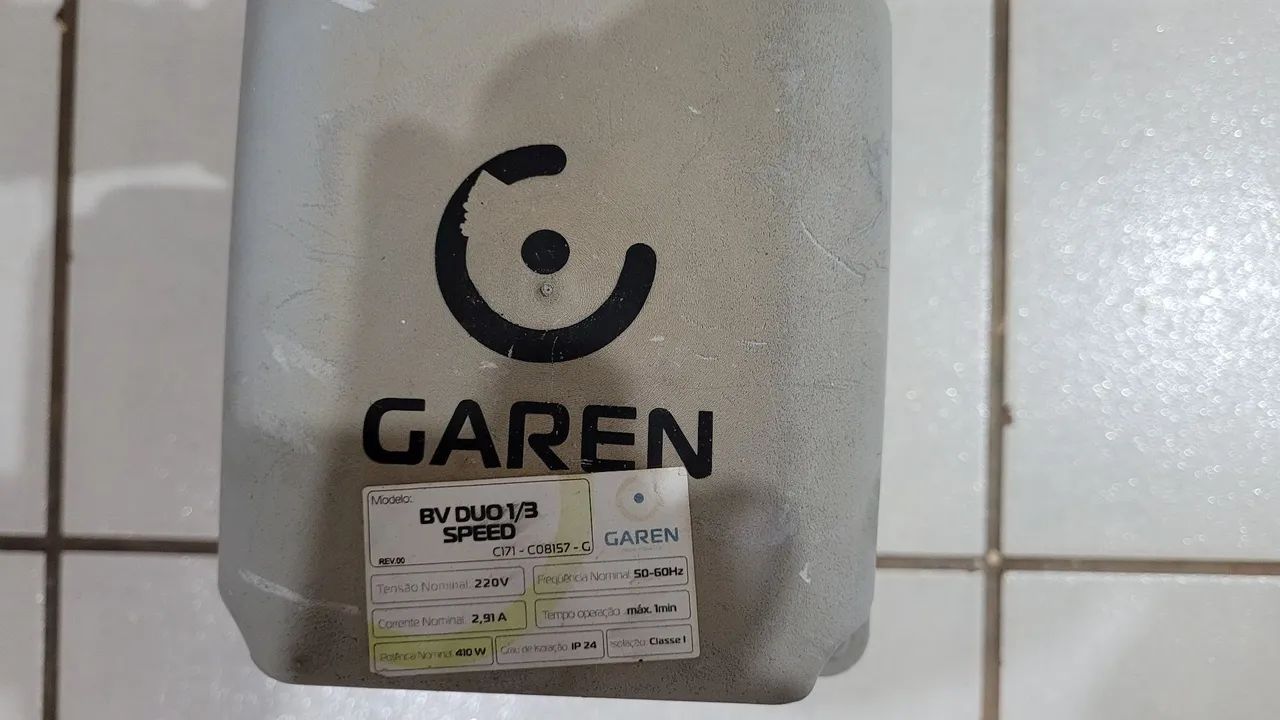 GAREN
Modelo:
BV DUO 1/3
SPEED
C171 - C08157 - G
REV.00
GAREN
Tensão Nominal: 220V
Frequência Nominal: 50-60Hz
Corrente Nominal: 2,91 A
Tempo operação: máx. 1min
Potência Nominal: 410 W
Grau de Isolação: IP 24
Isolação: Classe I